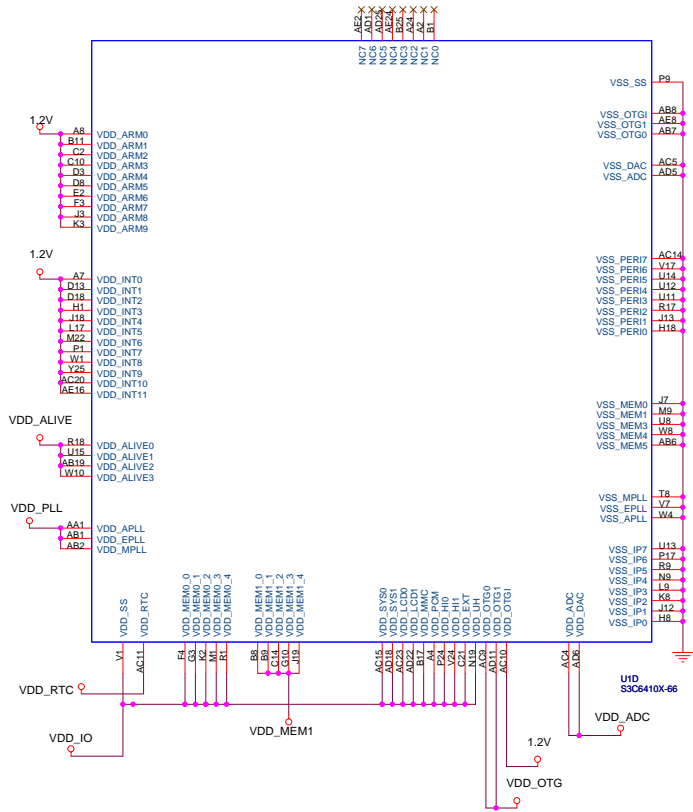 AE2 AD1 AD25 AE24 B25 A24 A2 B1
NC7 NC6 NC5 NC4 NC3 NC2 NC1 NC0
1.2V
A8 VDD_ARM0
B11 VDD_ARM1
C2 VDD_ARM2
C10 VDD_ARM3
D3 VDD_ARM4
D8 VDD_ARM5
E2 VDD_ARM6
F3 VDD_ARM7
J3 VDD_ARM8
K3 VDD_ARM9
1.2V
A7 VDD_INT0
D13 VDD_INT1
D18 VDD_INT2
H1 VDD_INT3
J18 VDD_INT4
L17 VDD_INT5
M22 VDD_INT6
P1 VDD_INT7
W1 VDD_INT8
Y25 VDD_INT9
AC20 VDD_INT10
AE16 VDD_INT11
VDD_ALIVE
R18 VDD_ALIVE0
U15 VDD_ALIVE1
AB19 VDD_ALIVE2
W10 VDD_ALIVE3
VDD_PLL
AA1 VDD_APLL
AB1 VDD_EPLL
AB2 VDD_MPLL
VSS_SS P9
VSS_OTGI AB8
VSS_OTG1 AE8
VSS_OTG0 AB7
VSS_DAC AC5
VSS_ADC AD5
VSS_PERI7 AC14
VSS_PERI6 V17
VSS_PERI5 U14
VSS_PERI4 U12
VSS_PERI3 U11
VSS_PERI2 R17
VSS_PERI1 J13
VSS_PERI0 H18
VSS_MEM0 J7
VSS_MEM1 M9
VSS_MEM3 U8
VSS_MEM4 W8
VSS_MEM5 AB6
VSS_MPLL T8
VSS_EPLL V7
VSS_APLL W4
VSS_IP7 U13
VSS_IP6 P17
VSS_IP5 R9
VSS_IP4 N9
VSS_IP3 L9
VSS_IP2 K8
VSS_IP1 J12
VSS_IP0 H8
VDD_SS VDD_RTC VDD_MEM0_0 VDD_MEM0_1 VDD_MEM0_2 VDD_MEM0_3 VDD_MEM0_4 VDD_MEM1_0 VDD_MEM1_1 VDD_MEM1_2 VDD_MEM1_3 VDD_MEM1_4 VDD_SYS0 VDD_SYS1 VDD_LCD0 VDD_LCD1 VDD_MMC VDD_PCM VDD_HI0 VDD_HI1 VDD_EXT VDD_UH VDD_OTG0 VDD_OTG1 VDD_OTGI VDD_ADC VDD_DAC
V1 AC11 F4 G3 K2 M1 R1 B8 B9 C14 G10 J19 AC15 AD18 AC23 AD22 B17 A4 P24 V24 C21 N19 AC9 AD11 AC10 AC4 AD6
U1D
S3C6410X-66
VDD_RTC
VDD_MEM1
VDD_ADC
VDD_IO
1.2V
VDD_OTG